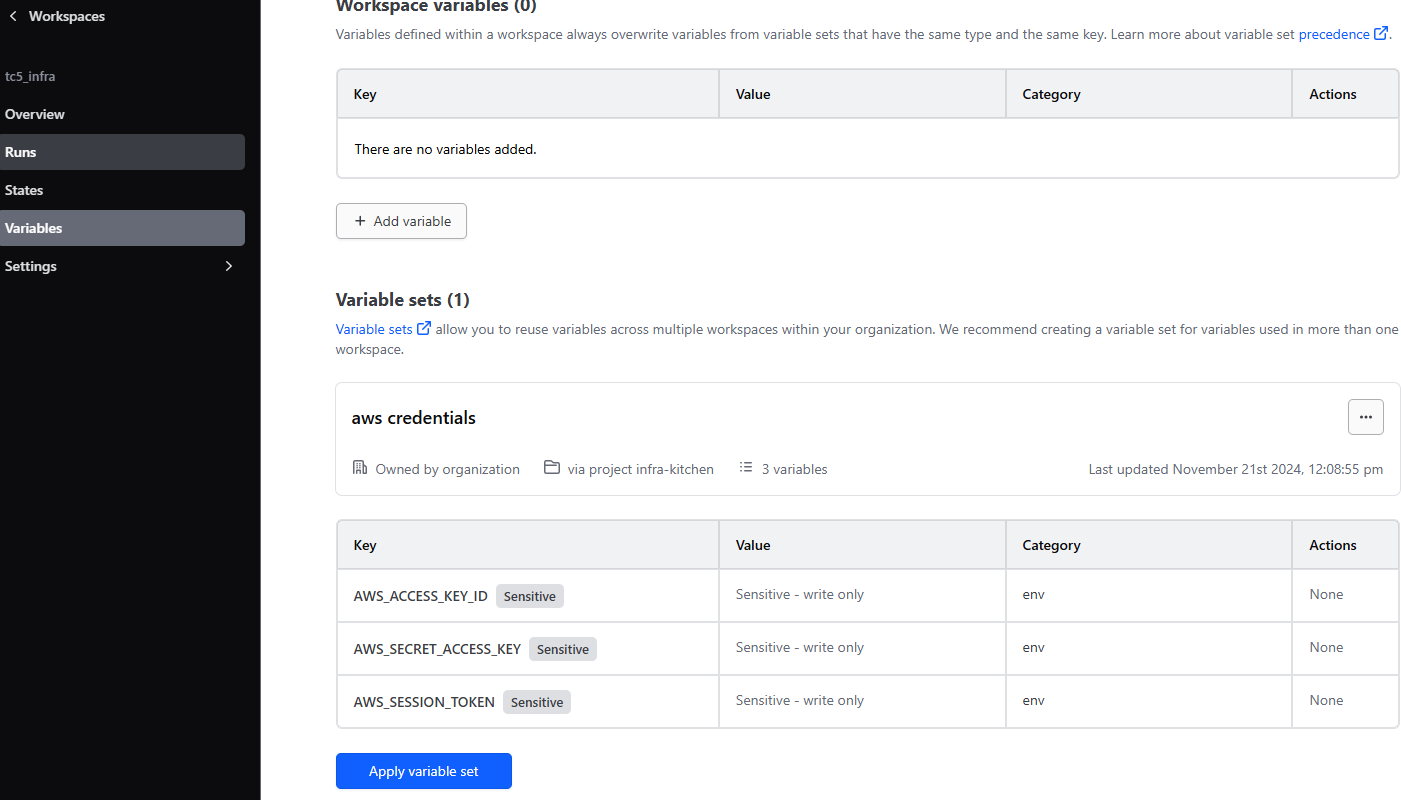 Workspaces
tc5_infra
Overview
Runs
States
Variables
Settings
Workspace variables (0)
Variables defined within a workspace always overwrite variables from variable sets that have the same type and the same key. Learn more about variable set precedence.
Key Value Category Actions
There are no variables added.
+ Add variable
Variable sets (1)
Variable sets allow you to reuse variables across multiple workspaces within your organization. We recommend creating a variable set for variables used in more than one
workspace.
aws credentials
...
Owned by organization via project infra-kitchen 3 variables Last updated November 21st 2024, 12:08:55 pm
Key Value Category Actions
AWS_ACCESS_KEY_ID Sensitive Sensitive - write only env None
AWS_SECRET_ACCESS_KEY Sensitive Sensitive - write only env None
AWS_SESSION_TOKEN Sensitive Sensitive - write only env None
Apply variable set